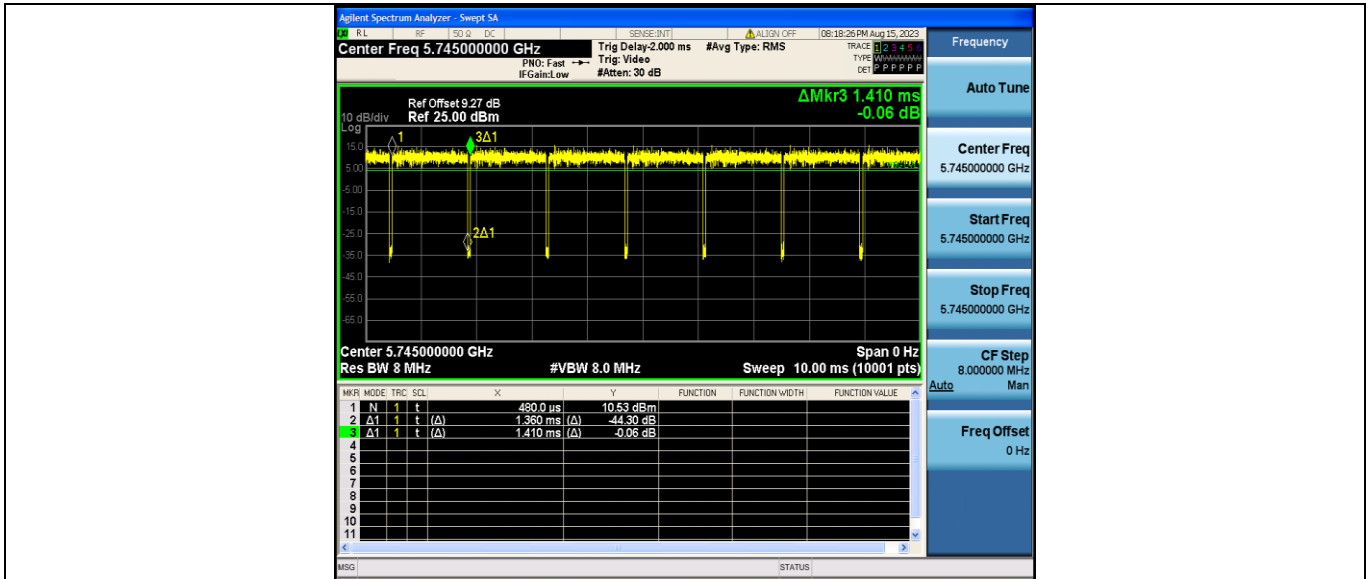 Agilent Spectrum Analyzer - Swept SA
LXI RL RF 50 Ω DC SENSE:INT ALIGN OFF 08:18:26 PM Aug 15, 2023
Center Freq 5.745000000 GHz
Trig Delay-2.000 ms #Avg Type: RMS
TRACE 1 2 3 4 5 6
PNO: Fast
Trig: Video
TYPE
IFGain:Low
#Atten: 30 dB
DET P P P P P P
Frequency
Auto Tune
ΔMkr3 1.410 ms
-0.06 dB
Ref Offset 9.27 dB
10 dB/div Ref 25.00 dBm
Log
15.0
5.00
-5.00
-15.0
-25.0
-35.0
-45.0
-55.0
-65.0
1
3Δ1
2Δ1
Center 5.745000000 GHz Span 0 Hz
Res BW 8 MHz #VBW 8.0 MHz Sweep 10.00 ms (10001 pts)
Center Freq
5.745000000 GHz
Start Freq
5.745000000 GHz
Stop Freq
5.745000000 GHz
CF Step
8.000000 MHz
Auto Man
Freq Offset
0 Hz
MKR MODE TRC SCL X Y FUNCTION FUNCTION WIDTH FUNCTION VALUE
1 N 1 t 480.0 µs 10.53 dBm
2 Δ1 1 t (Δ) 1.360 ms (Δ) -44.30 dB
3 Δ1 1 t (Δ) 1.410 ms (Δ) -0.06 dB
4
5
6
7
8
9
10
11
MSG STATUS